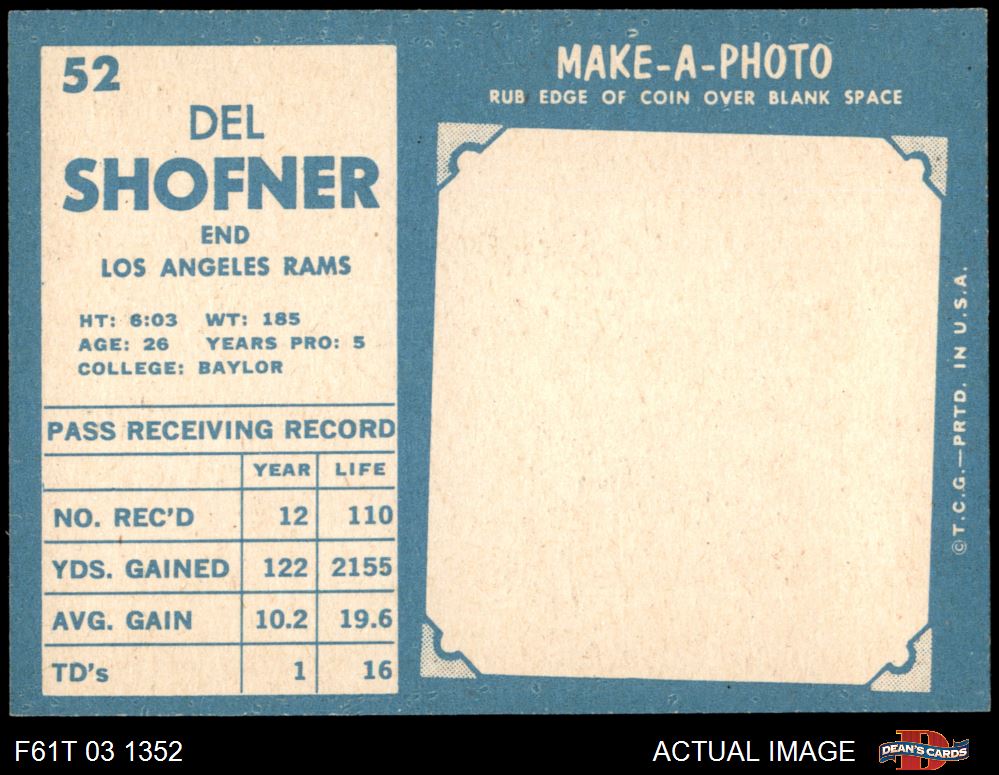 52
DEL
SHOFNER
END
LOS ANGELES RAMS
HT: 6:03 WT: 185
AGE: 26 YEARS PRO: 5
COLLEGE: BAYLOR
PASS RECEIVING RECORD
YEAR LIFE
NO. REC'D 12 110
YDS. GAINED 122 2155
AVG. GAIN 10.2 19.6
TD's 1 16
MAKE-A-PHOTO
RUB EDGE OF COIN OVER BLANK SPACE
©T.C.G.—PRTD. IN U.S.A.
F61T 03 1352
ACTUAL IMAGE
D
DEAN'S CARDS